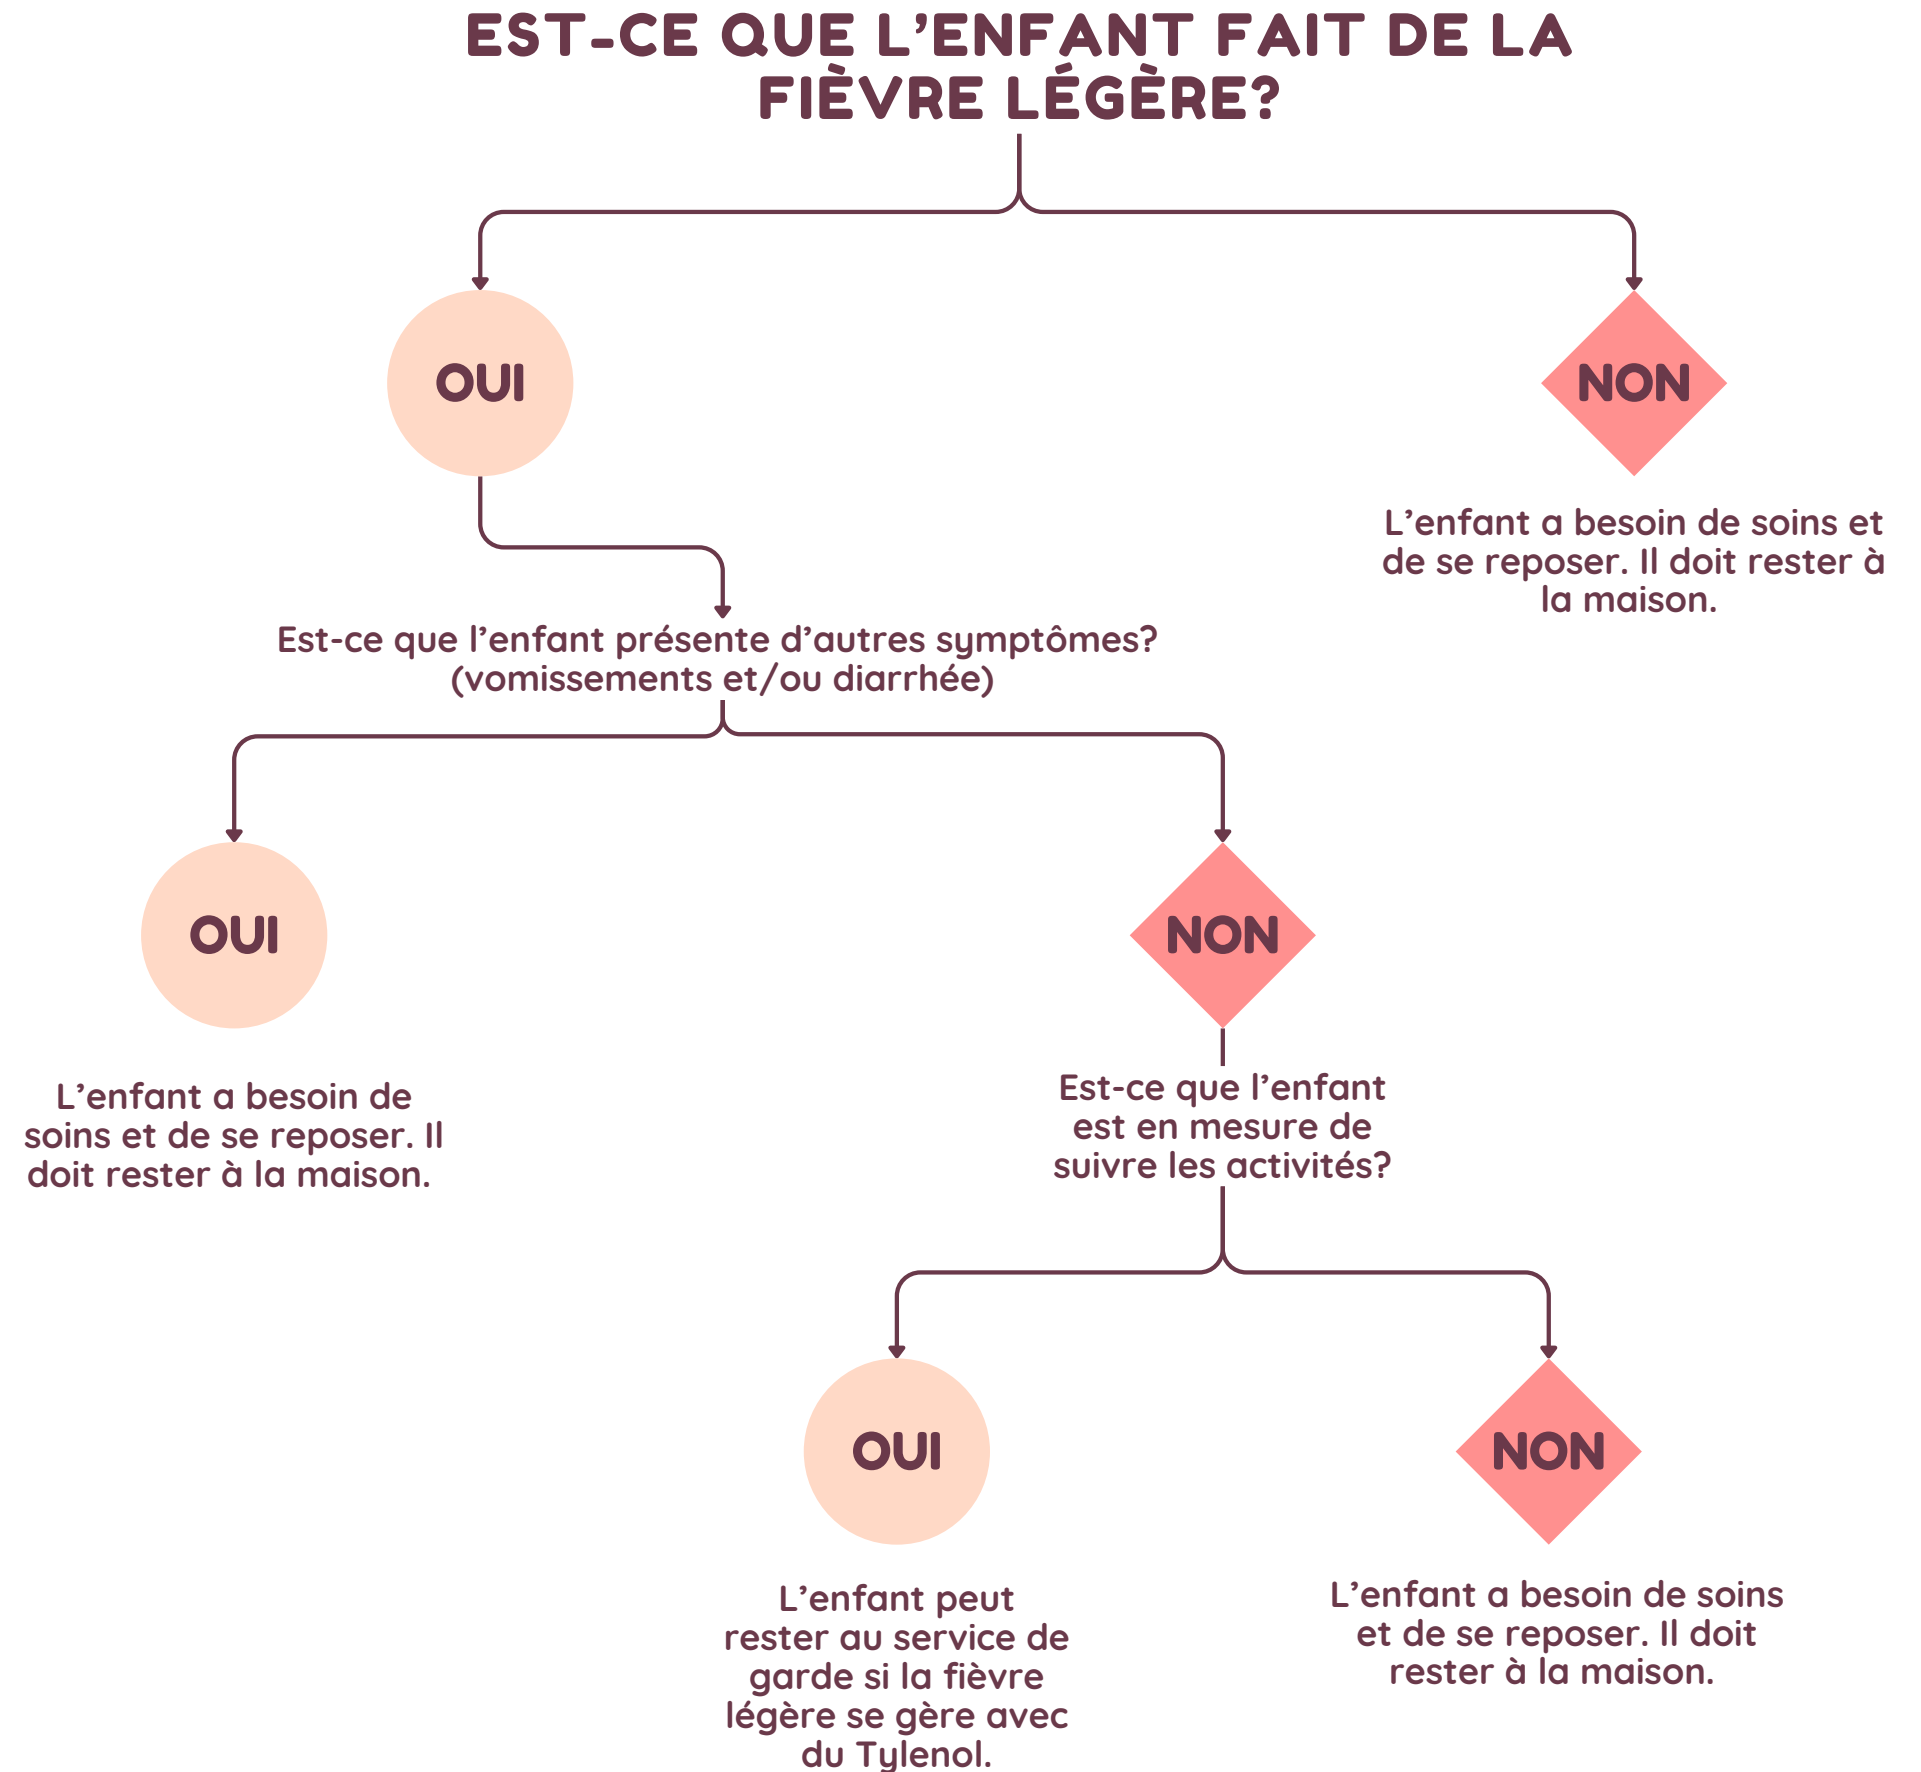 EST-CE QUE L’ENFANT FAIT DE LA
FIÈVRE LÉGÈRE?
OUI
NON
L’enfant a besoin de soins et
de se reposer. Il doit rester à
la maison.
Est-ce que l’enfant présente d’autres symptômes?
(vomissements et/ou diarrhée)
OUI
NON
L’enfant a besoin de
soins et de se reposer. Il
doit rester à la maison.
Est-ce que l’enfant
est en mesure de
suivre les activités?
OUI
NON
L’enfant peut
rester au service de
garde si la fièvre
légère se gère avec
du Tylenol.
L’enfant a besoin de soins
et de se reposer. Il doit
rester à la maison.